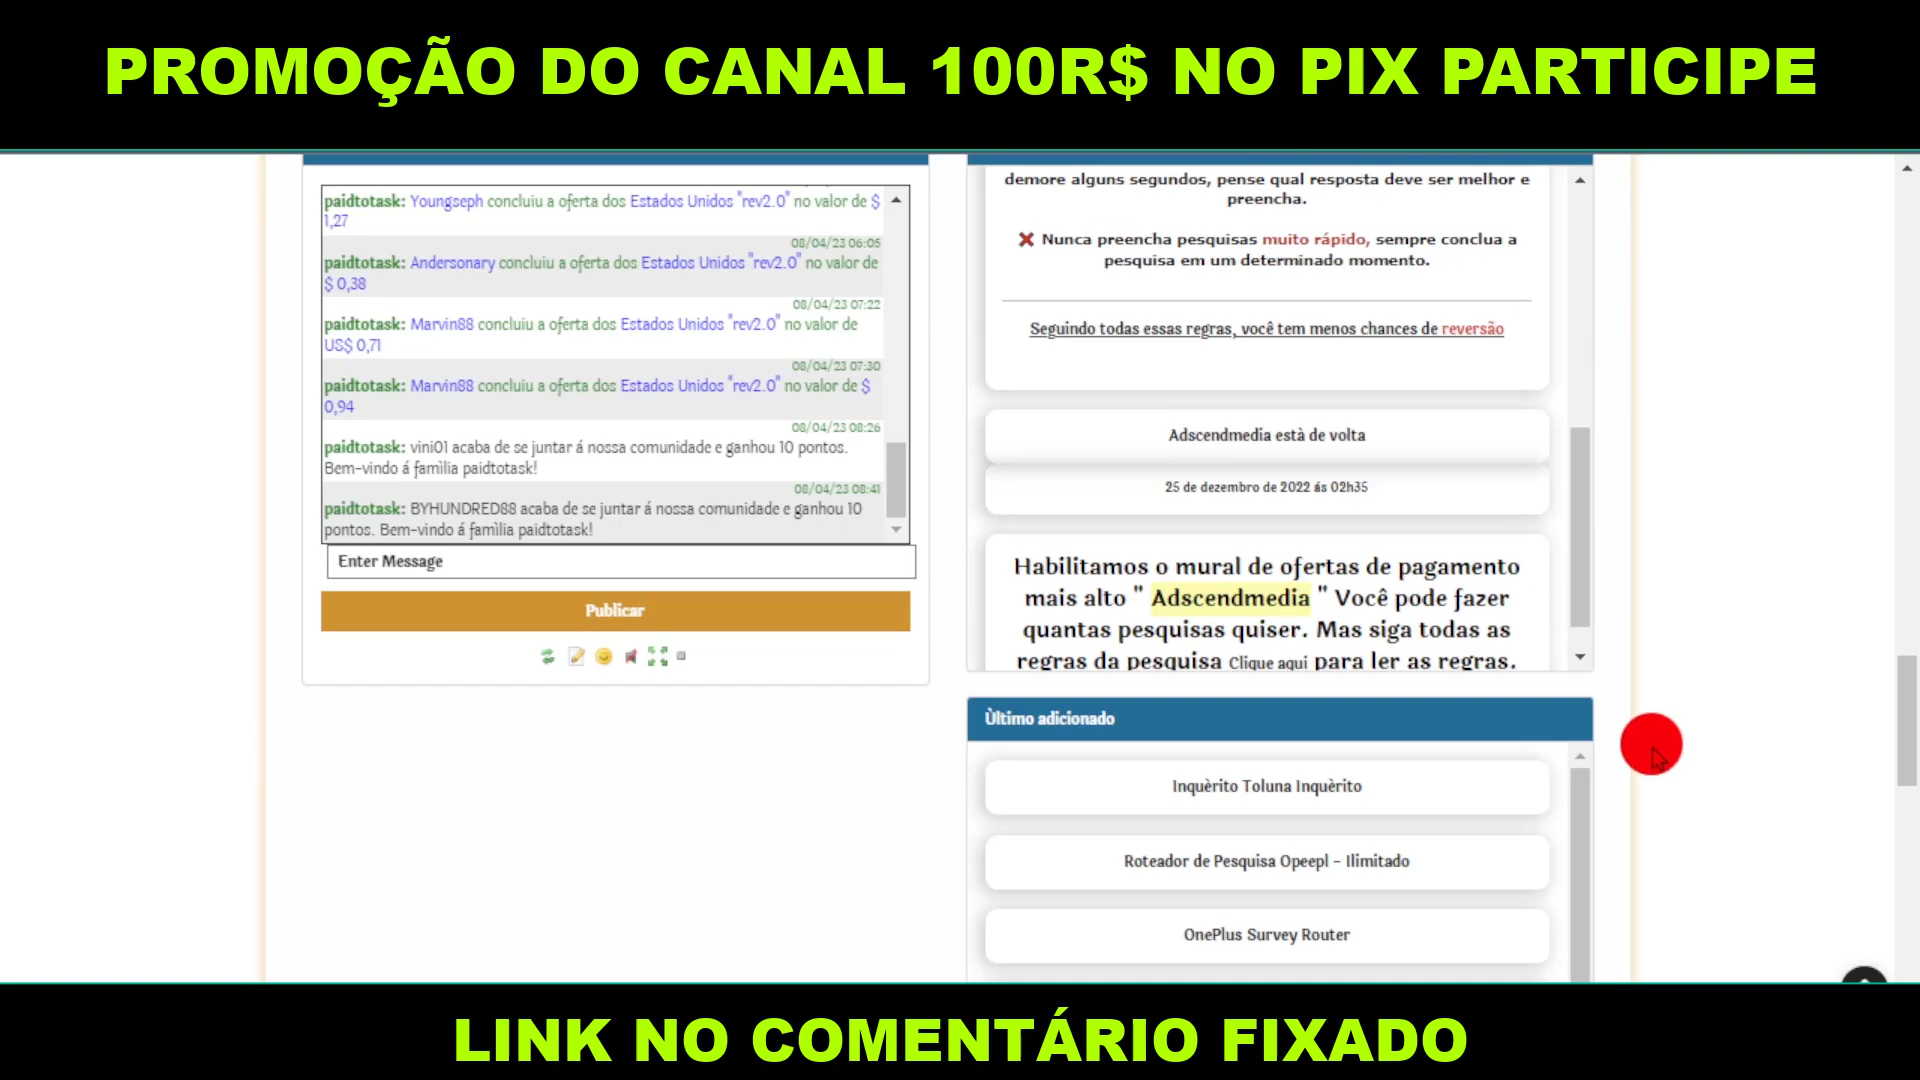 PROMOÇÃO DO CANAL 100R$ NO PIX PARTICIPE
paidtotask: Youngseph concluiu a oferta dos Estados Unidos "rev2.0" no valor de $
1,27
08/04/23 06:05
paidtotask: Andersonary concluiu a oferta dos Estados Unidos "rev2.0" no valor de
$ 0,38
08/04/23 07:22
paidtotask: Marvin88 concluiu a oferta dos Estados Unidos "rev2.0" no valor de
US$ 0,71
08/04/23 07:30
paidtotask: Marvin88 concluiu a oferta dos Estados Unidos "rev2.0" no valor de $
0,94
08/04/23 08:26
paidtotask: vini01 acaba de se juntar á nossa comunidade e ganhou 10 pontos.
Bem-vindo á família paidtotask!
08/04/23 08:41
paidtotask: BYHUNDRED88 acaba de se juntar á nossa comunidade e ganhou 10
pontos. Bem-vindo á família paidtotask!
Enter Message
Publicar
demore alguns segundos, pense qual resposta deve ser melhor e
preencha.
❌ Nunca preencha pesquisas muito rápido, sempre conclua a
pesquisa em um determinado momento.
Seguindo todas essas regras, você tem menos chances de reversão
Adscendmedia està de volta
25 de dezembro de 2022 ás 02h35
Habilitamos o mural de ofertas de pagamento
mais alto " Adscendmedia " Você pode fazer
quantas pesquisas quiser. Mas siga todas as
regras da pesquisa Clique aqui para ler as regras.
Ùltimo adicionado
Inquèrito Toluna Inquèrito
Roteador de Pesquisa Opeepl - Ilimitado
OnePlus Survey Router
LINK NO COMENTÁRIO FIXADO